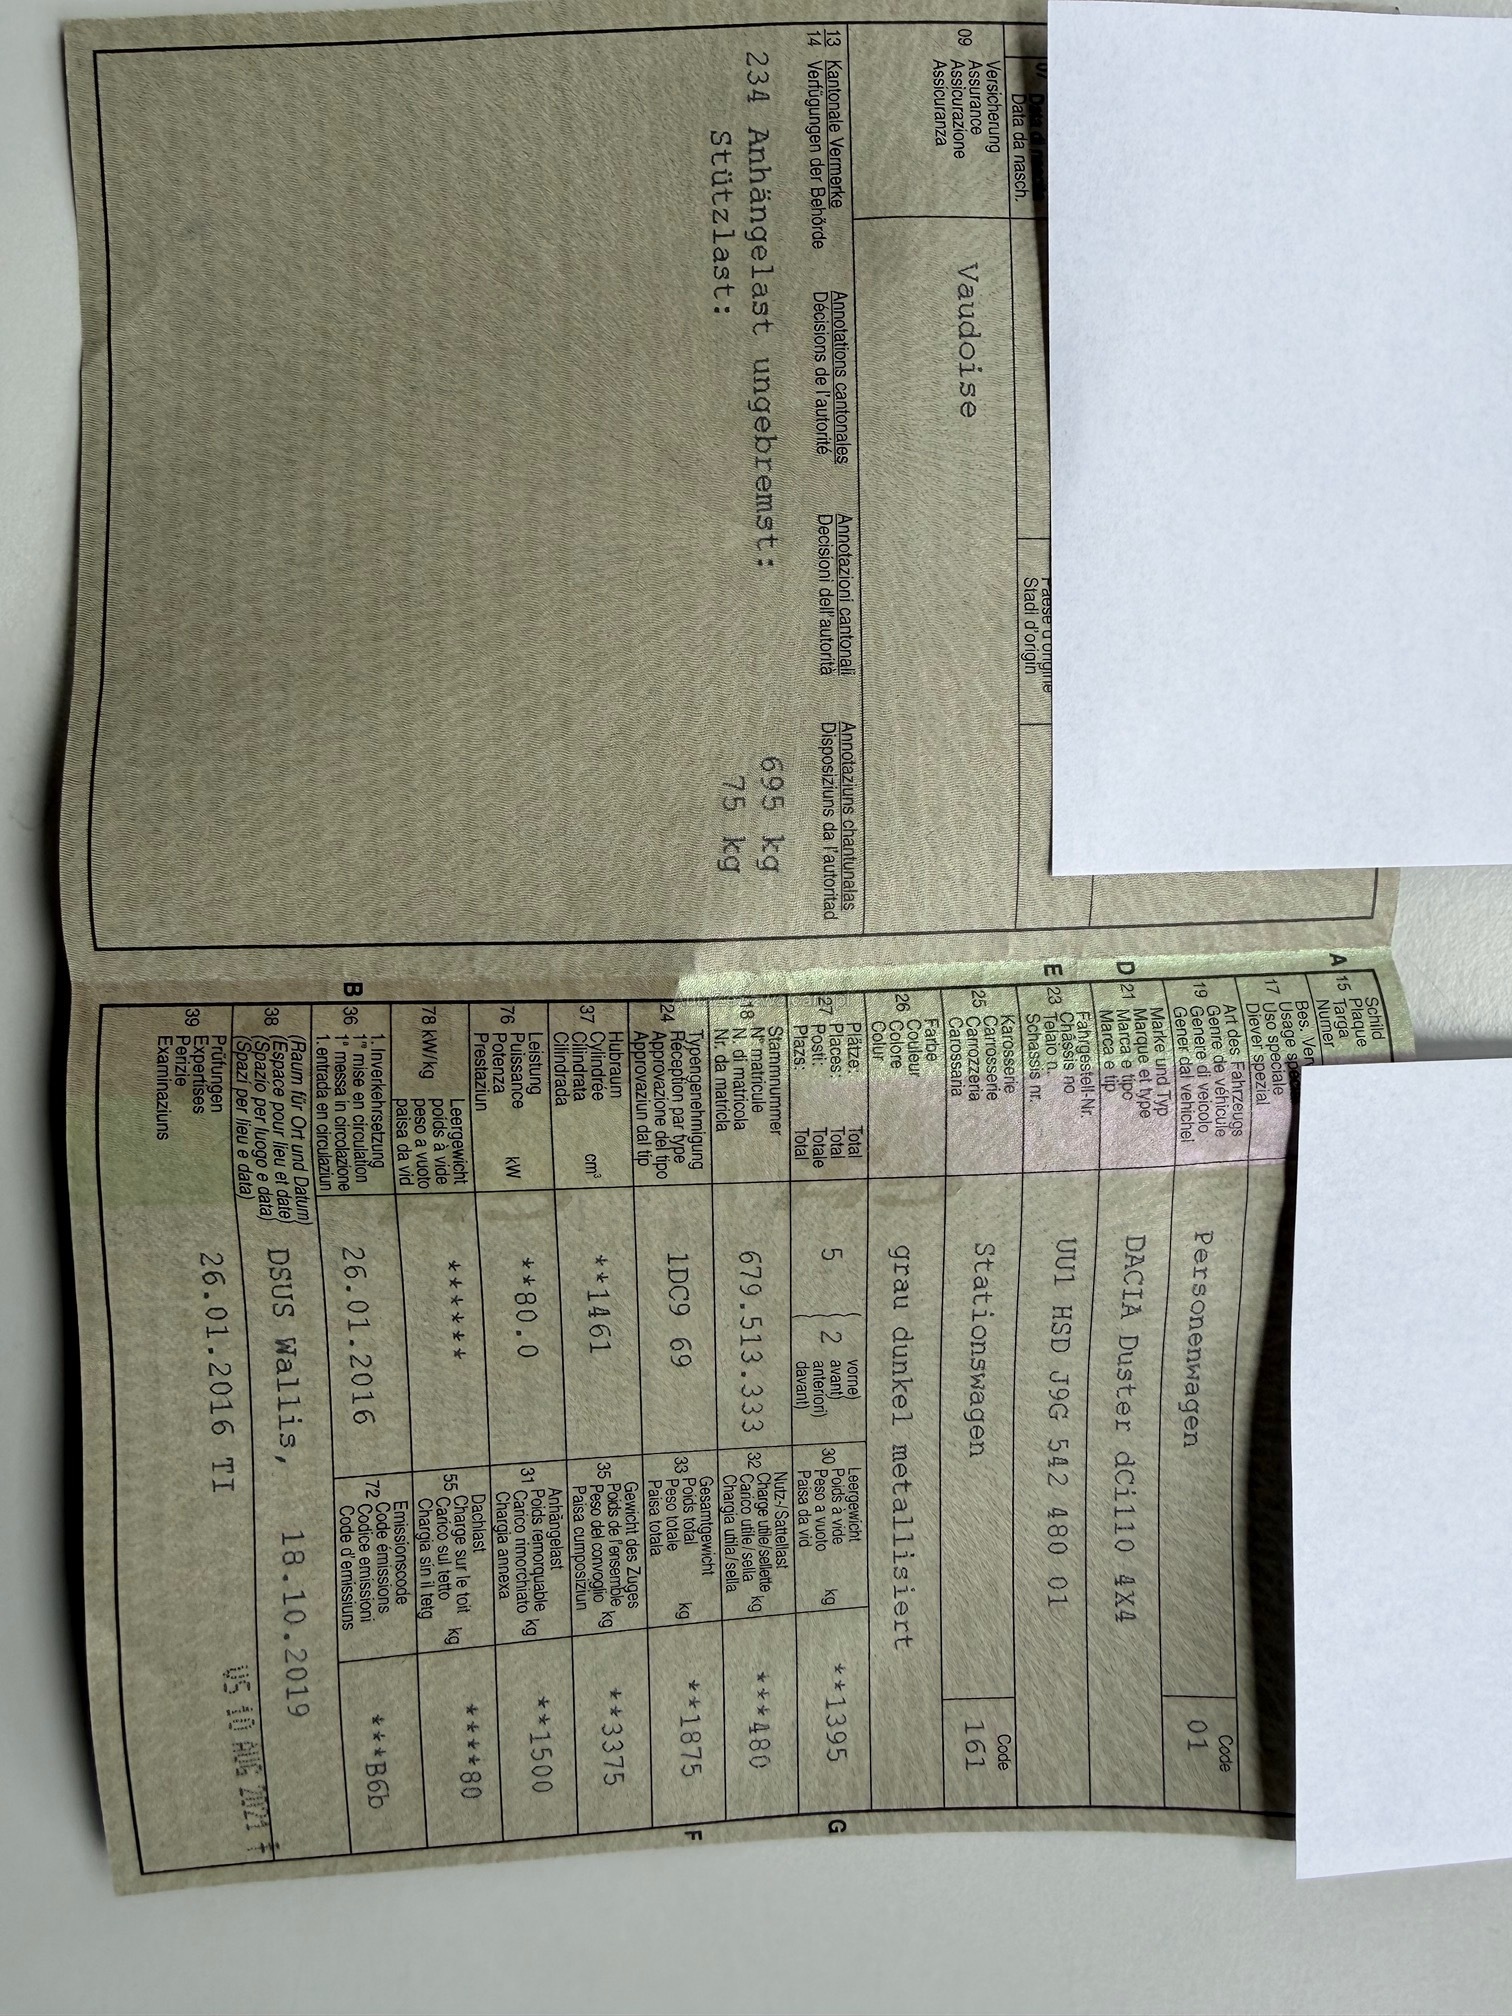 07
Data da nasch.
Paese d'origine
Stadi d'origin
Versicherung
09 Assurance
Assicurazione
Assicuranza
Vaudoise
13 Kantonale Vermerke Annotations cantonales Annotazioni cantonali Annotaziuns chantunalas
14 Verfügungen der Behörde Décisions de l'autorité Decisioni dell'autorità Disposiziuns da l'autoritad
234 Anhängelast ungebremst: 695 kg
Stützlast: 75 kg
Schild
Plaque
A 15 Targa
Numer
Bes. Ver
Usage sp
17 Uso speciale
Diever spezial
Art des Fahrzeugs
Genre de véhicule
19 Genere di veicolo
Gener dal vehichel
Personenwagen
Code
01
Marke und Typ
D 21 Marque et type
Marca e tipo
Marca e tip
DACIA Duster dCi110 4X4
Fahrgestell-Nr.
Châssis no
E 23 Telaio n.
Schassis nr.
UU1 HSD J9G 542 480 01
Karosserie
25 Carrosserie
Carrozzeria
Carossaria
Stationswagen
Code
161
Farbe
26 Couleur
Colore
Colur
grau dunkel metallisiert
Plätze: Total
27 Places: Total
Posti: Totale
Plazs: Total
5
2
vorne)
avant)
anteriori)
davant)
Leergewicht
30 Poids à vide
Peso a vuoto kg
Paisa da vid
**1395
G
Stammnummer
18 N° matricule
N. di matricola
Nr. da matricla
679.513.333
Nutz-/Sattellast
32 Charge utile/sellette kg
Carico utile/sella
Chargia utila/sella
***480
Typengenehmigung
24 Réception par type
Approvazione del tipo
Approvaziun dal tip
1DC9 69
Gesamtgewicht
33 Poids total
Peso totale kg
Paisa totala
**1875
F
Hubraum
37 Cylindrée cm³
Cilindrata
Cilindrada
**1461
Gewicht des Zuges
35 Poids de l'ensemble kg
Peso del convoglio
Paisa cumposiziun
**3375
Leistung
76 Puissance kW
Potenza
Prestaziun
**80.0
Anhängelast
31 Poids remorquable kg
Carico rimorchiato
Chargia annexa
**1500
Leergewicht
78 kW/kg poids à vide
peso a vuoto
paisa da vid
******
Dachlast
55 Charge sur le toit
Carico sul tetto kg
Chargia sin il tetg
****80
1. Inverkehrsetzung
B 36 1re mise en circulation
1a messa in circolazione
1. entrada en circulaziun
26.01.2016
Emissionscode
72 Code émissions
Codice emissioni
Code d'emissiuns
***B6b
(Raum für Ort und Datum)
38 (Espace pour lieu et date)
(Spazio per luogo e data)
(Spazi per lieu e data)
DSUS Wallis, 18.10.2019
Prüfungen
39 Expertises
Perizie
Examinaziuns
26.01.2016 TI
VS 10 AUG 2021